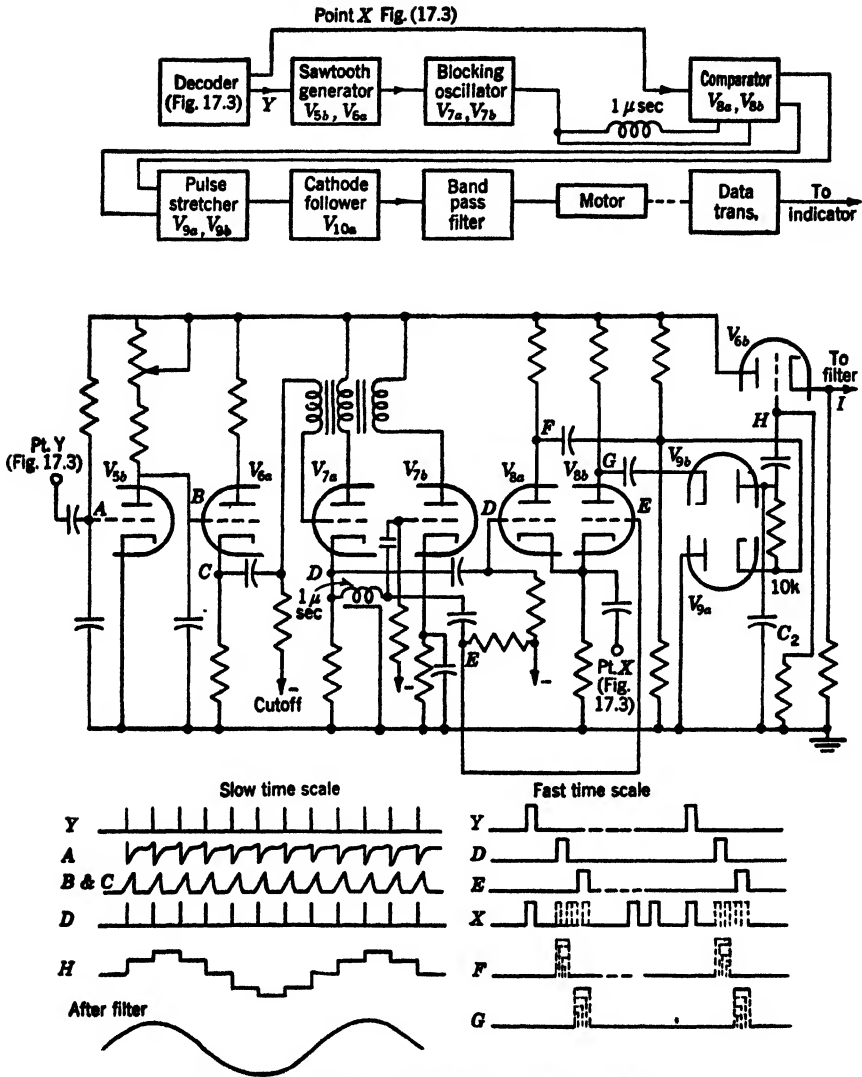 Point X Fig. (17.3)
Decoder
(Fig. 17.3)
Y
Sawtooth
generator
V5b, V6a
Blocking
oscillator
V7a, V7b
1 μ sec
Comparator
V8a, V8b
Pulse
stretcher
V9a, V9b
Cathode
follower
V10a
Band
pass
filter
Motor
Data
trans.
To
indicator
Pt. Y
(Fig. 17.3)
A
V5b
B
V6a
C
V7a
V7b
D
1 μ
sec
E
Cutoff
-
-
-
F
V8a
D
G
V8b
E
Pt. X
(Fig.
17.3)
V9b
V9a
V6b
To
filter
I
H
10k
C2
Slow time scale
Y
A
B & C
D
H
After filter
Fast time scale
Y
D
E
X
F
G